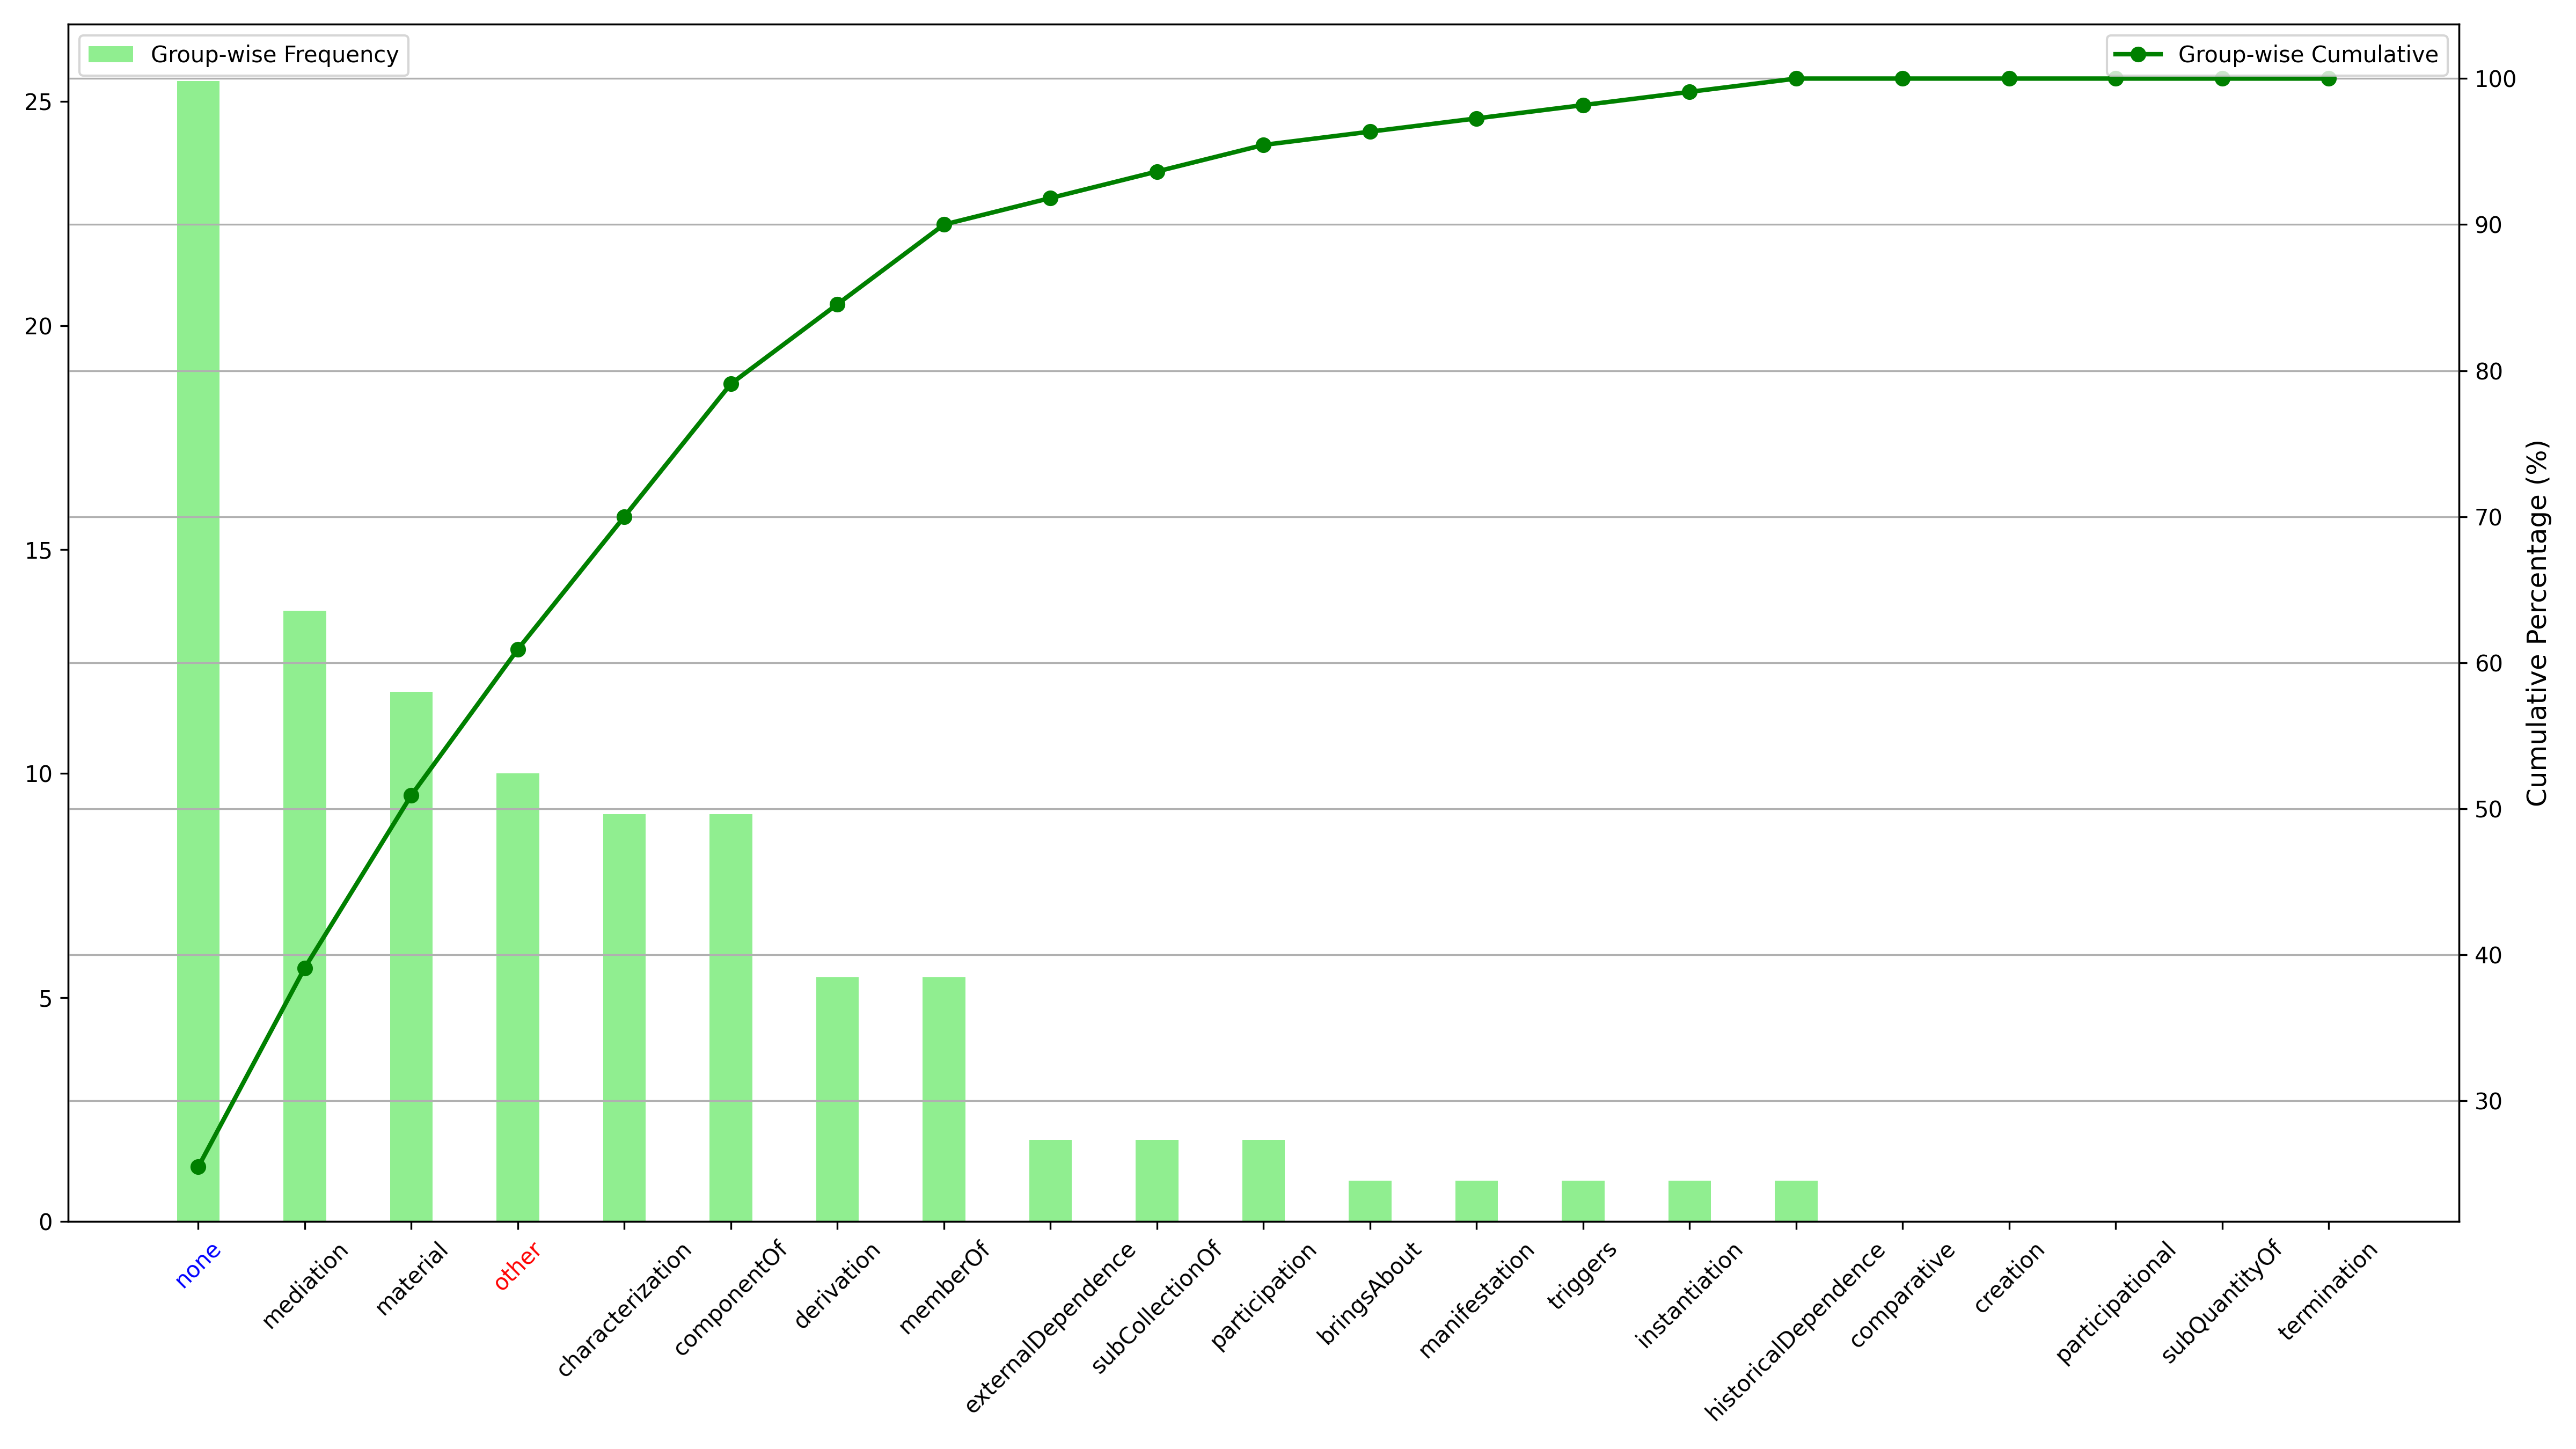 Group-wise Frequency
Group-wise Cumulative
25
20
15
10
5
0
100
90
80
70
60
50
40
30
Cumulative Percentage (%)
none
mediation
material
other
characterization
componentOf
derivation
memberOf
externalDependence
subCollectionOf
participation
bringsAbout
manifestation
triggers
instantiation
historicalDependence
comparative
creation
participational
subQuantityOf
termination